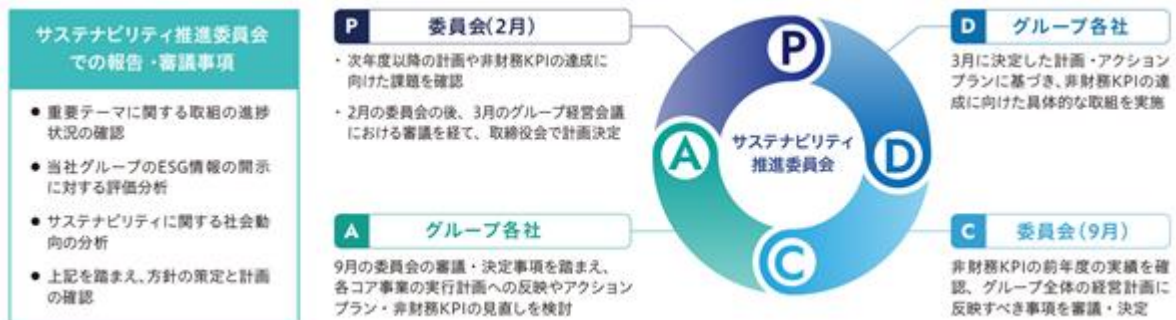 サステナビリティ推進委員会
での報告・審議事項
● 重要テーマに関する取組の進捗
状況の確認
● 当社グループのESG情報の開示
に対する評価分析
● サステナビリティに関する社会動
向の分析
● 上記を踏まえ、方針の策定と計画
の確認
P 委員会(2月)
・次年度以降の計画や非財務KPIの達成に
向けた課題を確認
・2月の委員会の後、3月のグループ経営会議
における審議を経て、取締役会で計画決定
A グループ各社
9月の委員会の審議・決定事項を踏まえ、
各コア事業の実行計画への反映やアクション
プラン・非財務KPIの見直しを検討
P
A
サステナビリティ
推進委員会
D
C
D グループ各社
3月に決定した計画・アクション
プランに基づき、非財務KPIの達
成に向けた具体的な取組を実施
C 委員会(9月)
非財務KPIの前年度の実績を確
認、グループ全体の経営計画に
反映すべき事項を審議・決定